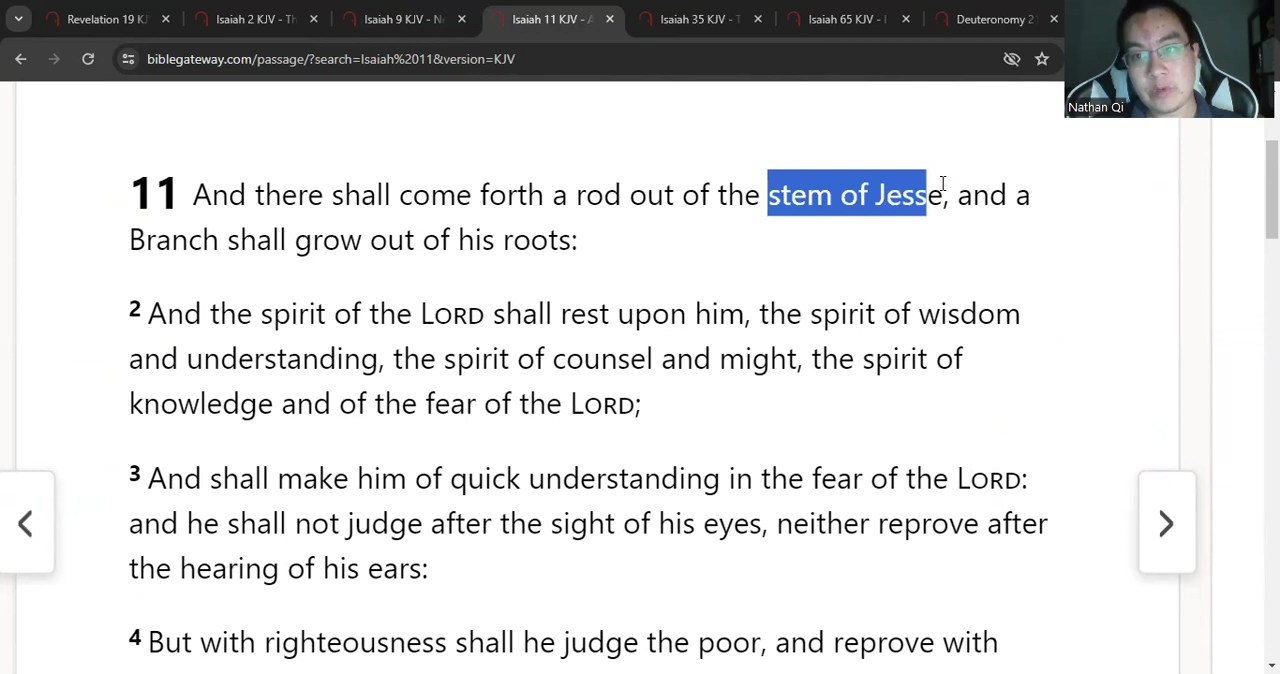 Revelation 19 KJ
Isaiah 2 KJV - Th
Isaiah 9 KJV - Ne
Isaiah 11 KJV - A
Isaiah 35 KJV - T
Isaiah 65 KJV - I
Deuteronomy 2
biblegateway.com/passage/?search=Isaiah%2011&version=KJV
Nathan Qi
11 And there shall come forth a rod out of the stem of Jesse, and a
Branch shall grow out of his roots:
2 And the spirit of the LORD shall rest upon him, the spirit of wisdom
and understanding, the spirit of counsel and might, the spirit of
knowledge and of the fear of the LORD;
3 And shall make him of quick understanding in the fear of the LORD:
and he shall not judge after the sight of his eyes, neither reprove after
the hearing of his ears:
4 But with righteousness shall he judge the poor, and reprove with